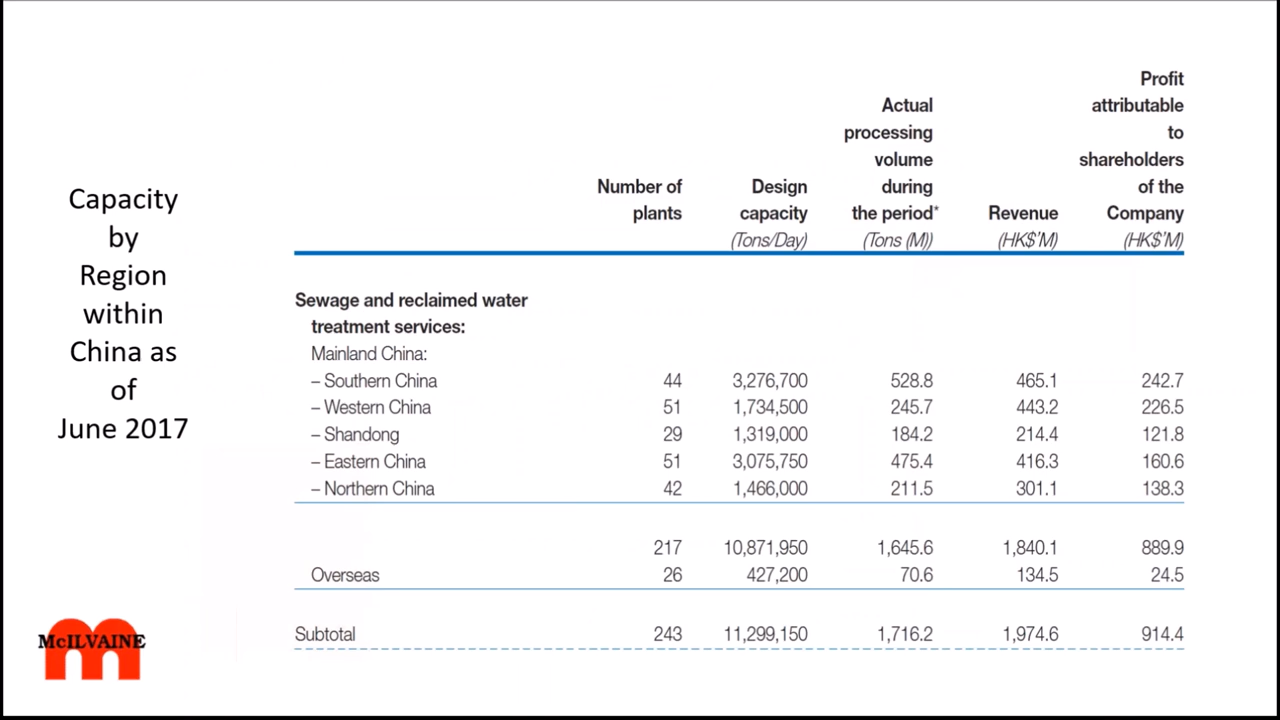 Capacity
by
Region
within
China as
of
June 2017
McILVAINE
Profit
Actual attributable
processing to
volume shareholders
Number of Design during of the
plants capacity the period* Revenue Company
(Tons/Day) (Tons (M)) (HK$'M) (HK$'M)
Sewage and reclaimed water
treatment services:
Mainland China:
– Southern China 44 3,276,700 528.8 465.1 242.7
– Western China 51 1,734,500 245.7 443.2 226.5
– Shandong 29 1,319,000 184.2 214.4 121.8
– Eastern China 51 3,075,750 475.4 416.3 160.6
– Northern China 42 1,466,000 211.5 301.1 138.3
217 10,871,950 1,645.6 1,840.1 889.9
Overseas 26 427,200 70.6 134.5 24.5
Subtotal 243 11,299,150 1,716.2 1,974.6 914.4